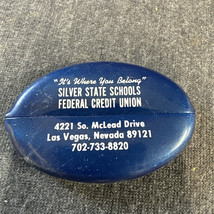 "It's Where You Belong"
SILVER STATE SCHOOLS
FEDERAL CREDIT UNION
4221 So. McLead Drive
Las Vegas, Nevada 89121
702-733-8820